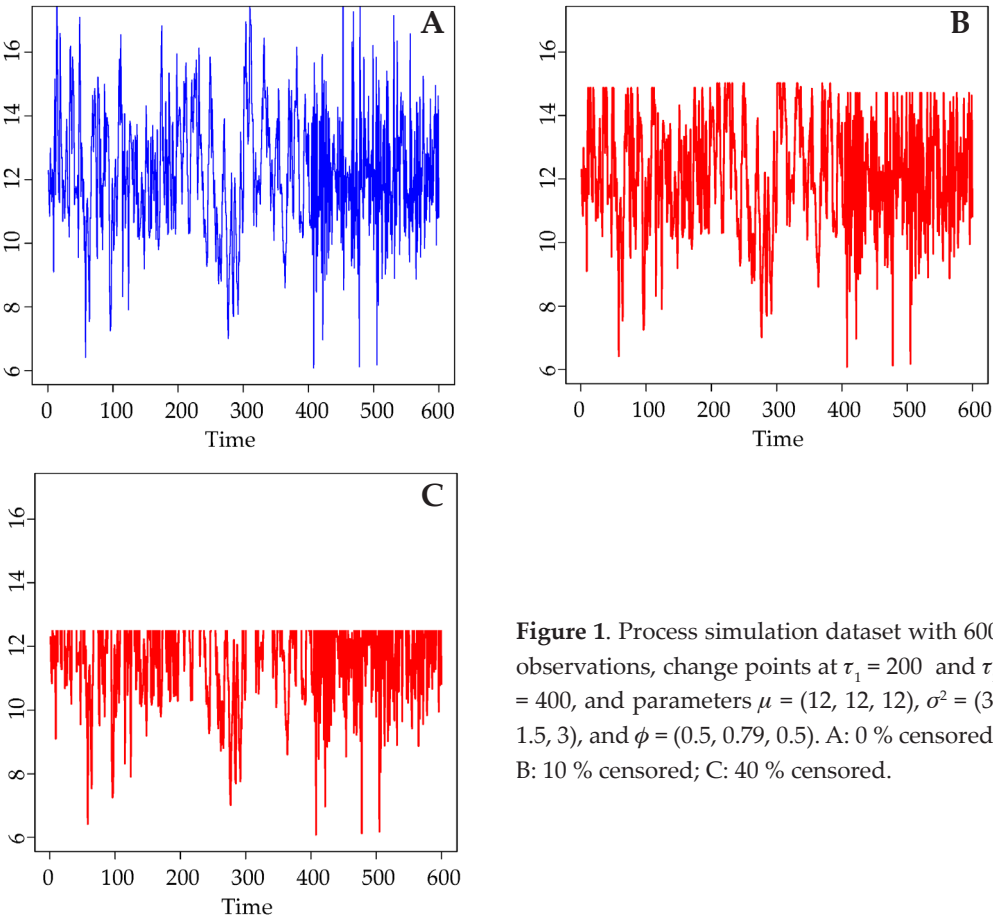 A
16
14
12
10
8
6
0 100 200 300 400 500 600
Time
B
16
14
12
10
8
6
0 100 200 300 400 500 600
Time
C
16
14
12
10
8
6
0 100 200 300 400 500 600
Time
Figure 1. Process simulation dataset with 600
observations, change points at τ₁ = 200 and τ
= 400, and parameters μ = (12, 12, 12), σ² = (3
1.5, 3), and ϕ = (0.5, 0.79, 0.5). A: 0 % censored
B: 10 % censored; C: 40 % censored.